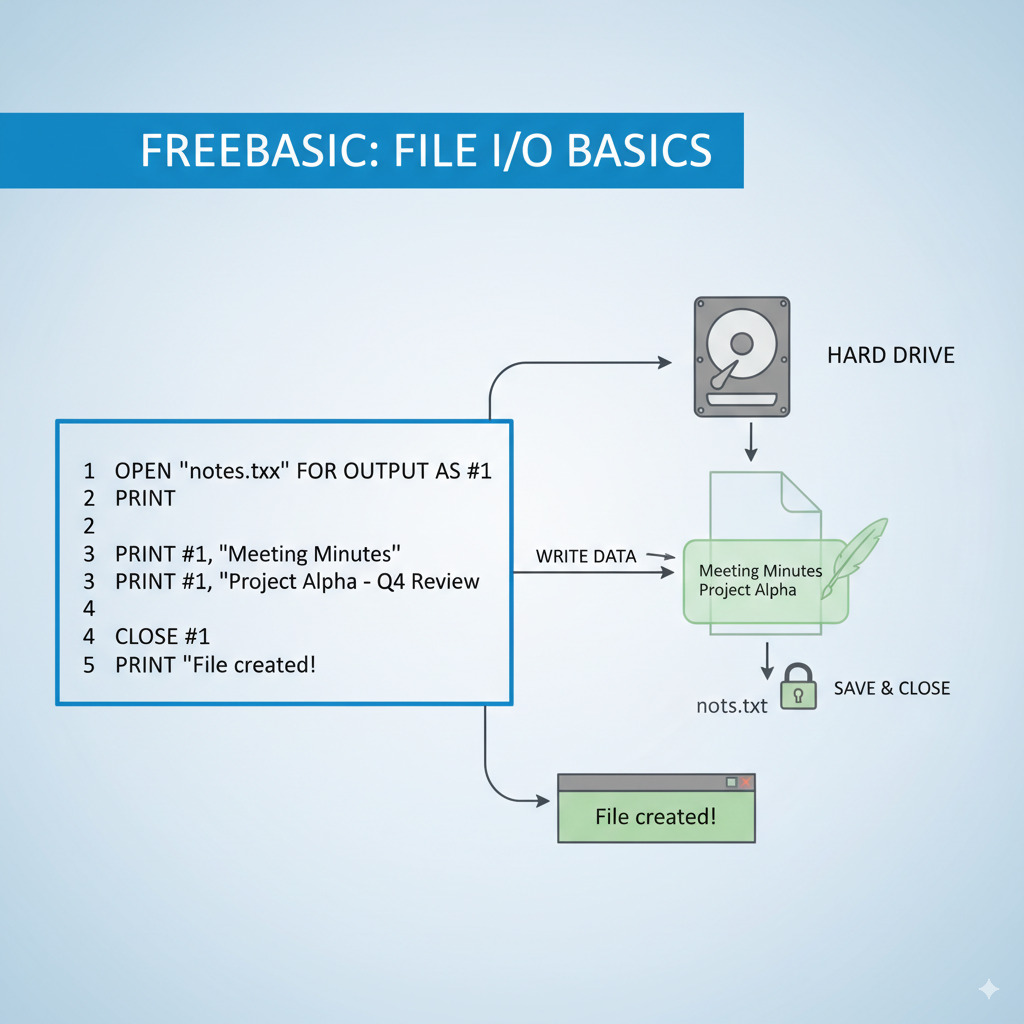 FREEBASIC: FILE I/O BASICS
HARD DRIVE
1 OPEN "notes.txx" FOR OUTPUT AS #1
2 PRINT
2
3 PRINT #1, "Meeting Minutes"
3 PRINT #1, "Project Alpha - Q4 Review
4
4 CLOSE #1
5 PRINT "File created!
WRITE DATA
Meeting Minutes
Project Alpha
SAVE & CLOSE
nots.txt
File created!